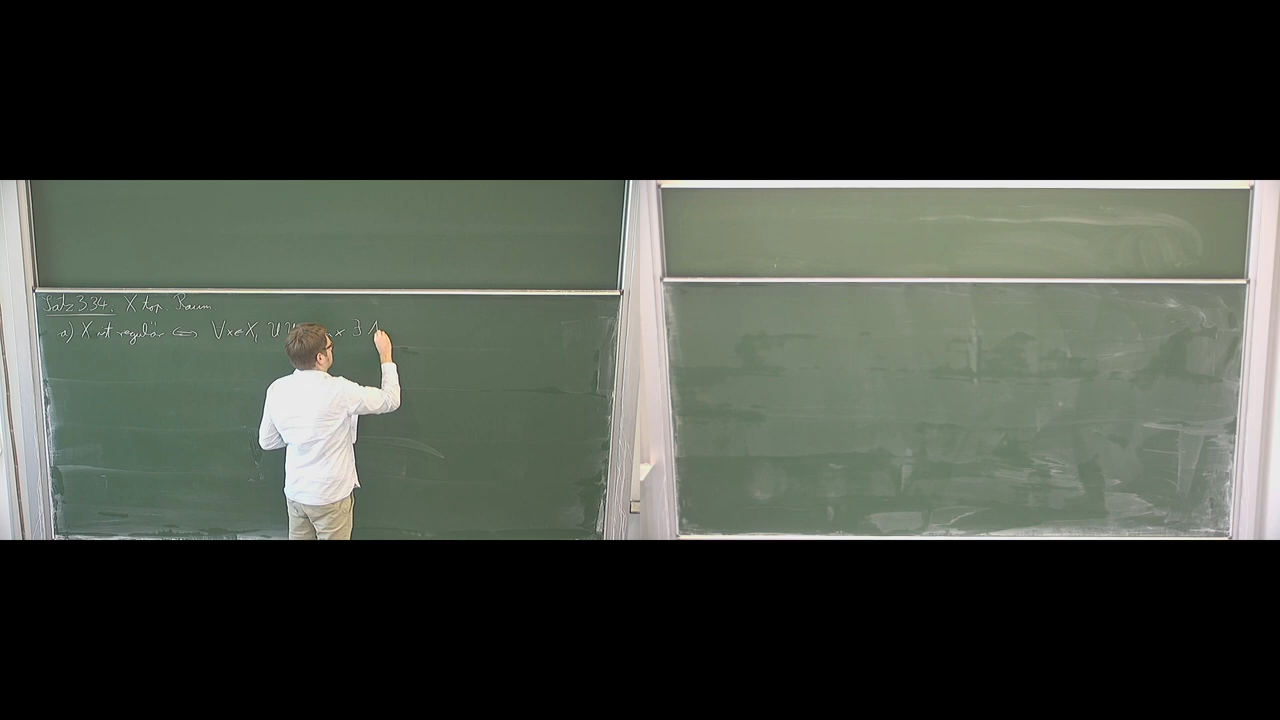 Satz 3.34. X top. Raum
a) X ist regulär ⇔ ∀x∈X, U x ∃